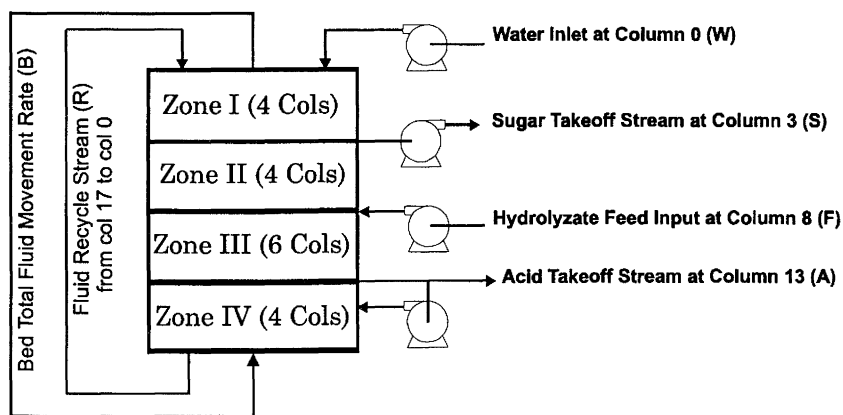 Bed Total Fluid Movement Rate (B)
Fluid Recycle Stream (R)
from col 17 to col 0
Water Inlet at Column 0 (W)
Zone I (4 Cols)
Sugar Takeoff Stream at Column 3 (S)
Zone II (4 Cols)
Hydrolyzate Feed Input at Column 8 (F)
Zone III (6 Cols)
Acid Takeoff Stream at Column 13 (A)
Zone IV (4 Cols)